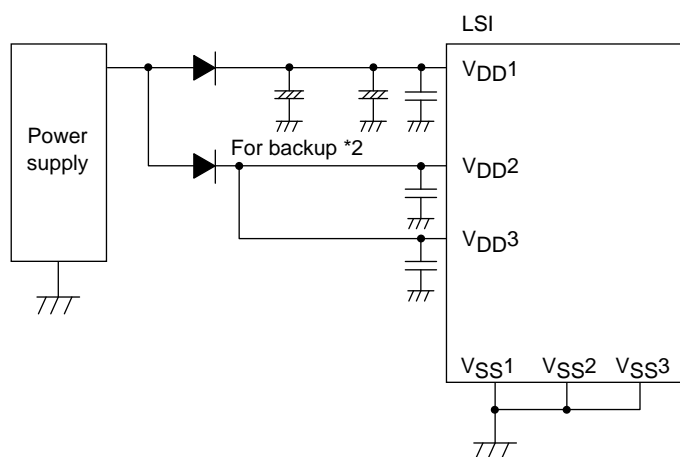 LSI
VDD1
Power
supply
For backup *2
VDD2
VDD3
VSS1 VSS2 VSS3